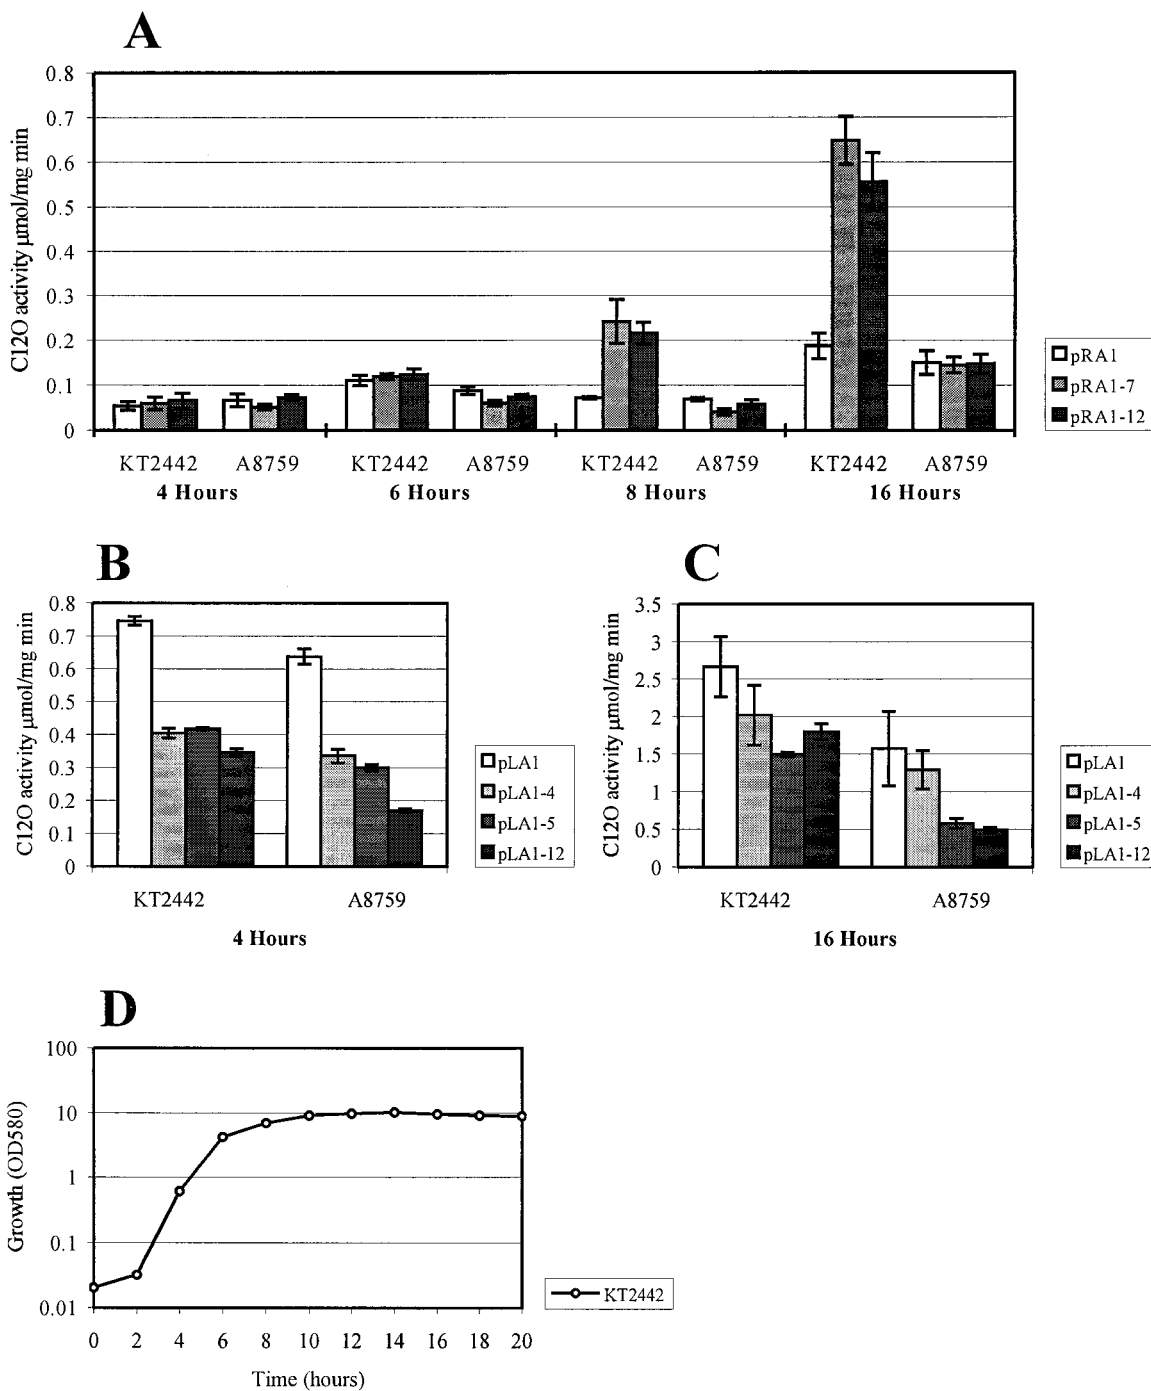 A
C12O activity μmol/mg min
0.8
0.7
0.6
0.5
0.4
0.3
0.2
0.1
0
KT2442 A8759 KT2442 A8759 KT2442 A8759 KT2442 A8759
4 Hours 6 Hours 8 Hours 16 Hours
pRA1
pRA1-7
pRA1-12
B
C12O activity μmol/mg min
0.8
0.7
0.6
0.5
0.4
0.3
0.2
0.1
0
KT2442 A8759
4 Hours
pLA1
pLA1-4
pLA1-5
pLA1-12
C
C12O activity μmol/mg min
3.5
3
2.5
2
1.5
1
0.5
0
KT2442 A8759
16 Hours
pLA1
pLA1-4
pLA1-5
pLA1-12
D
Growth (OD580)
100
10
1
0.1
0.01
0 2 4 6 8 10 12 14 16 18 20
Time (hours)
KT2442